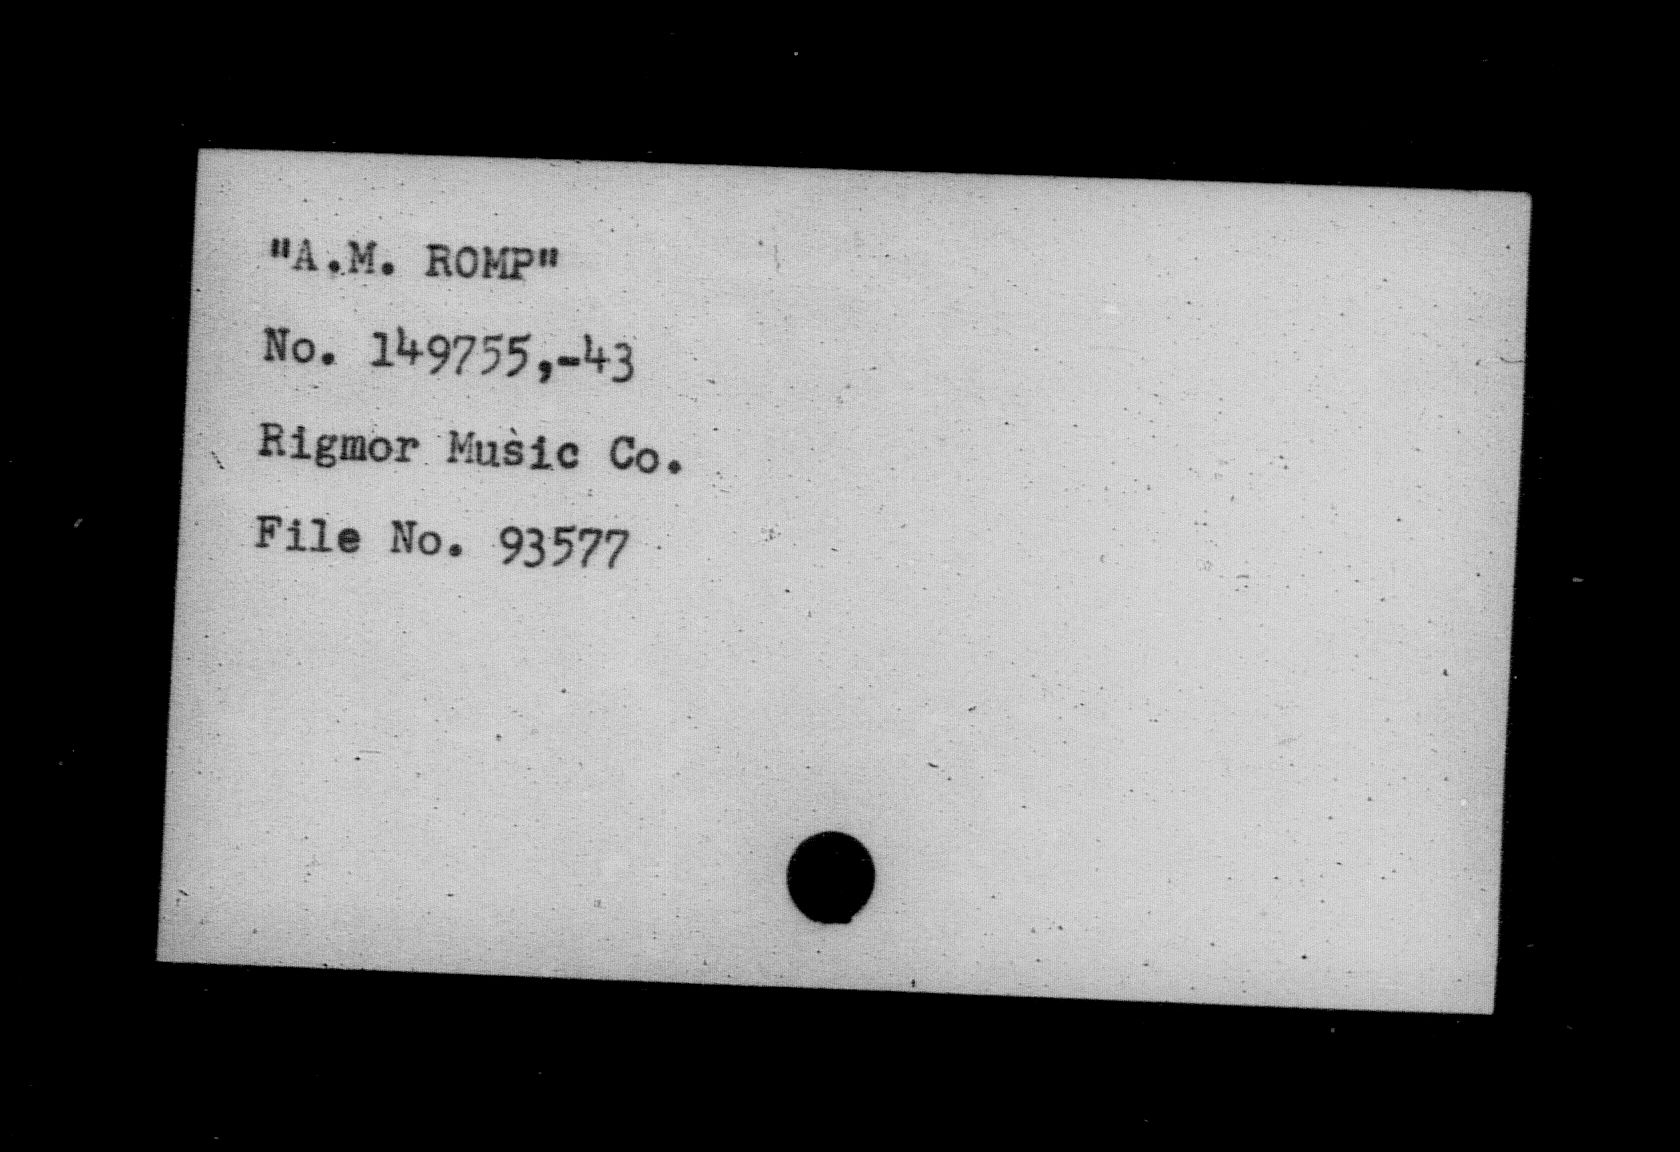 "A.M. ROMP"
No. 149755,-43
Rigmor Music Co.
File No. 93577